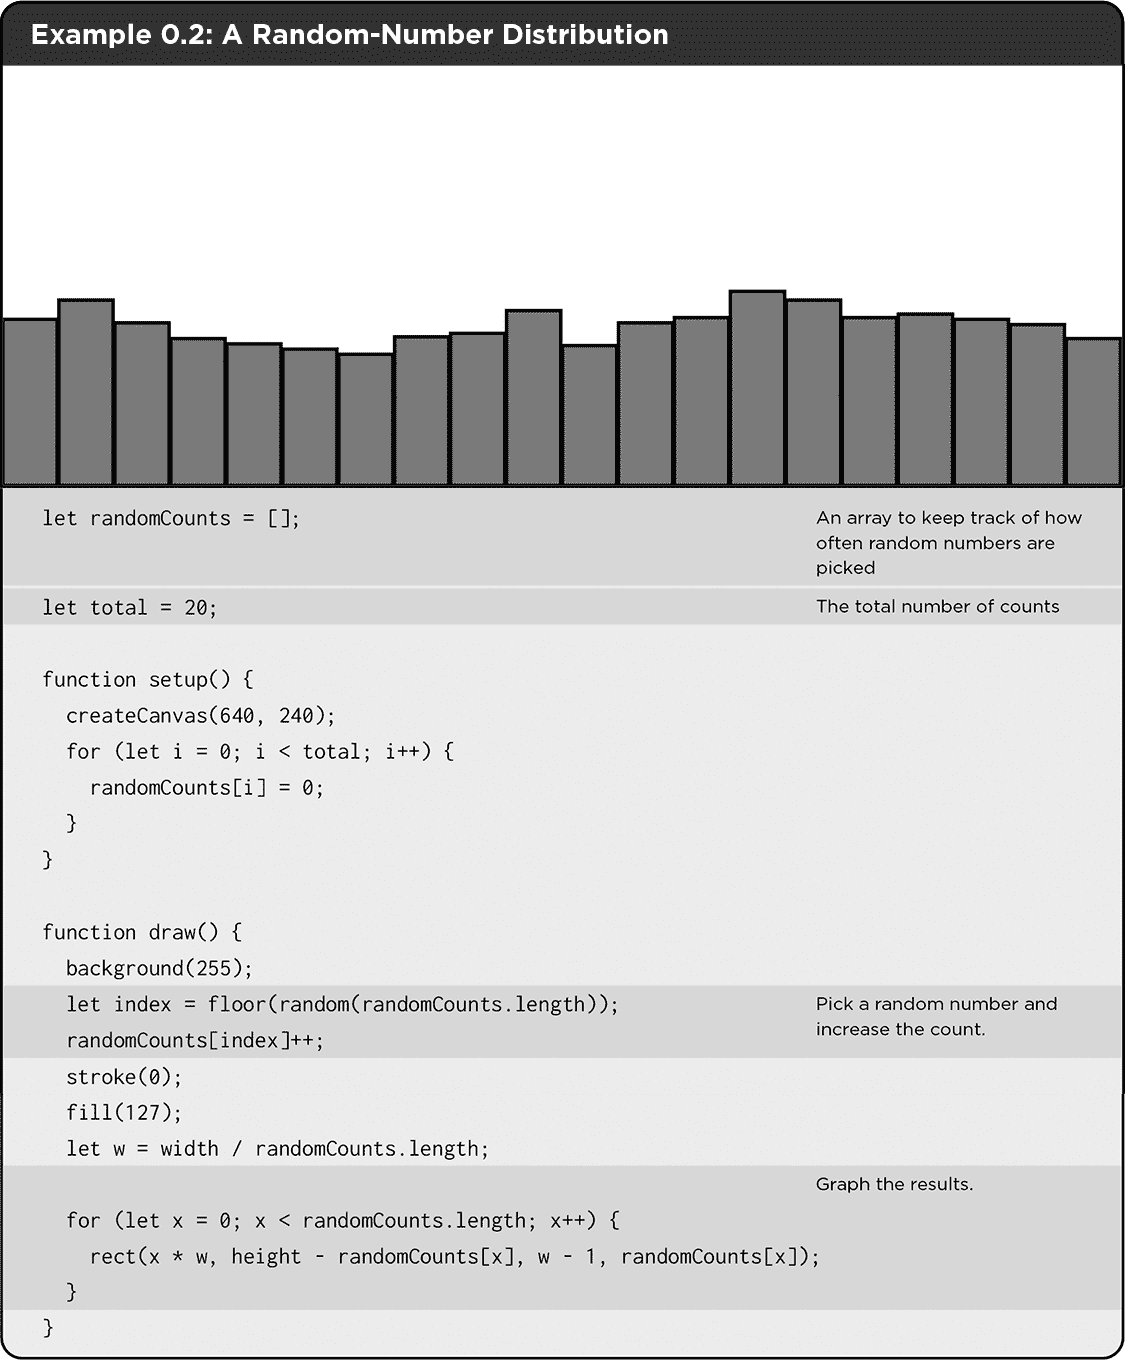 Example 0.2: A Random-Number Distribution
let randomCounts = [];
An array to keep track of how
often random numbers are
picked
let total = 20;
The total number of counts
function setup() {
  createCanvas(640, 240);
  for (let i = 0; i < total; i++) {
    randomCounts[i] = 0;
  }
}
function draw() {
  background(255);
  let index = floor(random(randomCounts.length));
  randomCounts[index]++;
Pick a random number and
increase the count.
  stroke(0);
  fill(127);
  let w = width / randomCounts.length;
Graph the results.
  for (let x = 0; x < randomCounts.length; x++) {
    rect(x * w, height - randomCounts[x], w - 1, randomCounts[x]);
  }
}